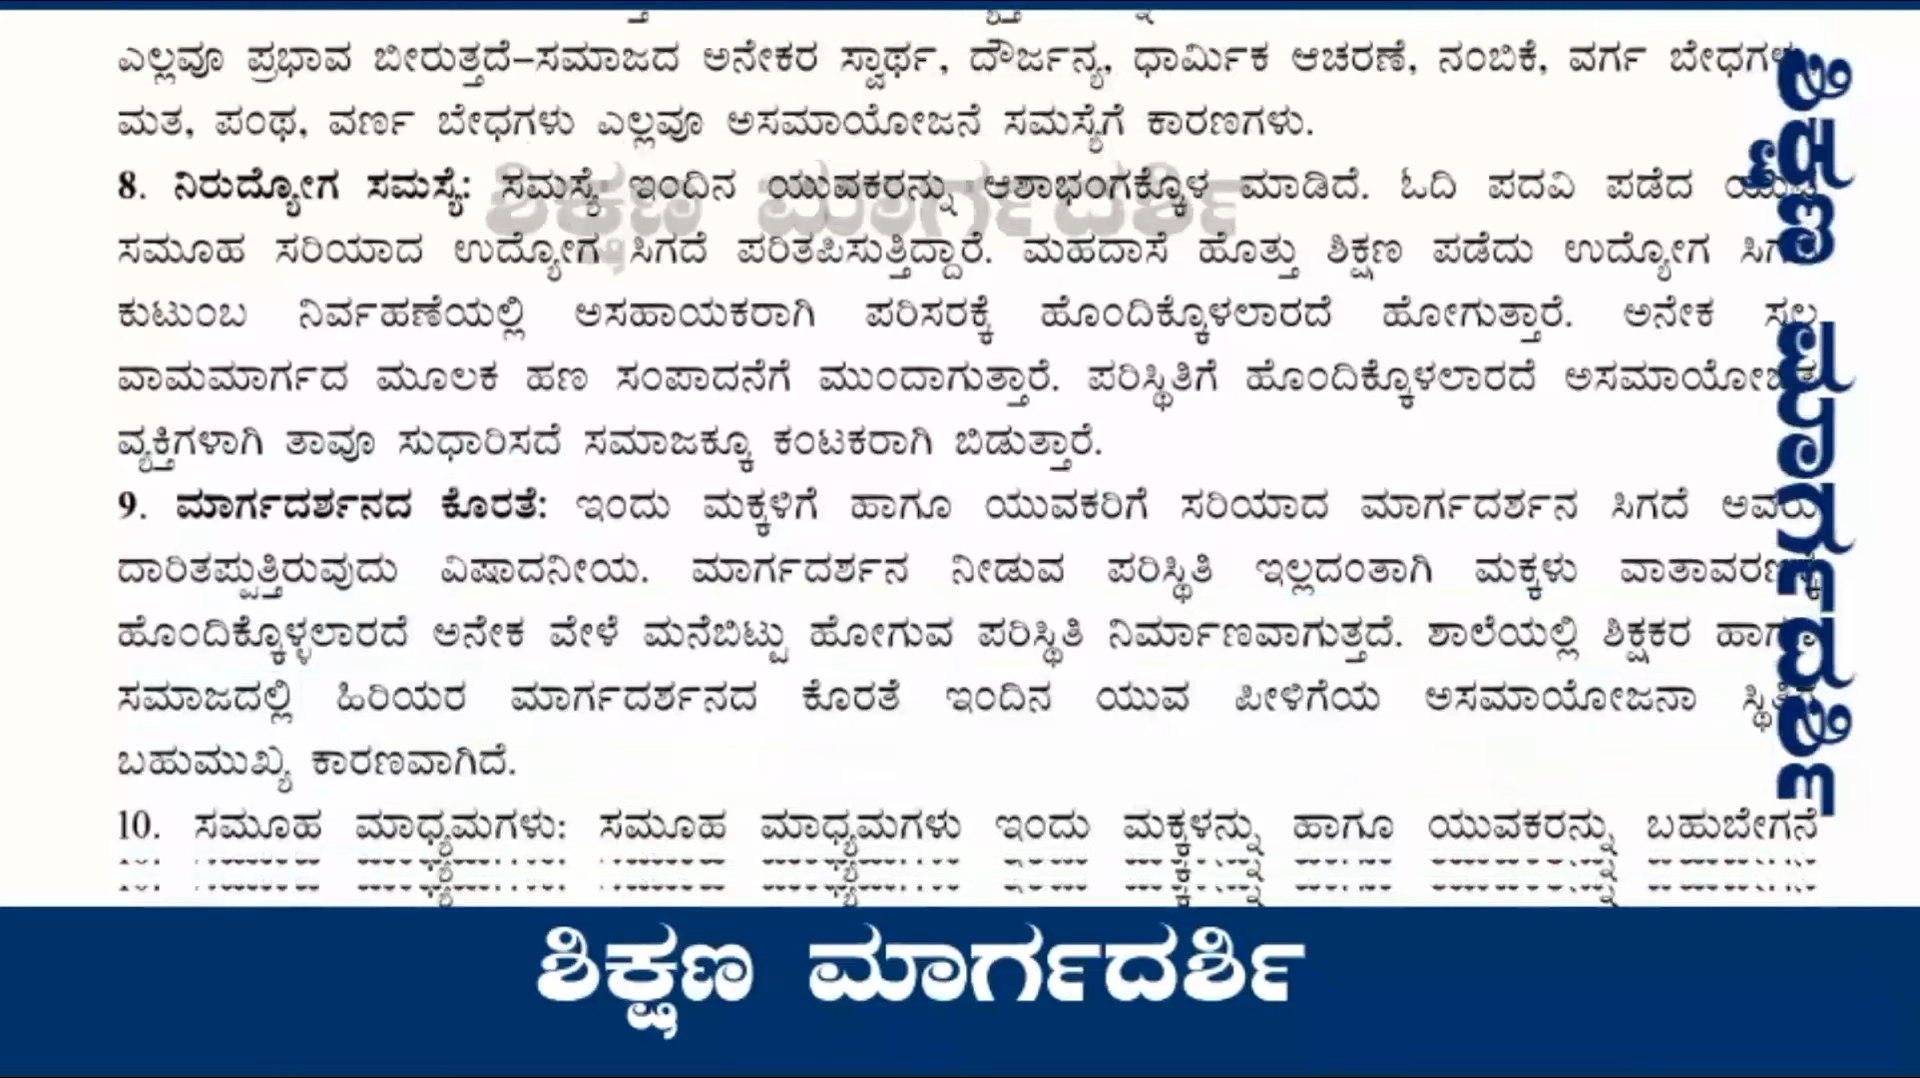 ಎಲ್ಲವೂ ಪ್ರಭಾವ ಬೀರುತ್ತದೆ–ಸಮಾಜದ ಅನೇಕರ ಸ್ವಾರ್ಥ, ದೌರ್ಜನ್ಯ, ಧಾರ್ಮಿಕ ಆಚರಣೆ, ನಂಬಿಕೆ, ವರ್ಗ
ಮತ, ಪಂಥ, ವರ್ಣ ಬೇಧಗಳು ಎಲ್ಲವೂ ಅಸಮಾಯೋಜನೆ ಸಮಸ್ಯೆಗೆ ಕಾರಣಗಳು.
8. ನಿರುದ್ಯೋಗ ಸಮಸ್ಯೆ: ಸಮಸ್ಯೆ ಇಂದಿನ ಯುವಕರನ್ನು ಆಶಾಭಂಗಕ್ಕೊಳ ಮಾಡಿದೆ. ಓದಿ ಪದವಿ ಪಡೆದ
ಸಮೂಹ ಸರಿಯಾದ ಉದ್ಯೋಗ ಸಿಗದೆ ಪರಿತಪಿಸುತ್ತಿದ್ದಾರೆ. ಮಹದಾಸೆ ಹೊತ್ತು ಶಿಕ್ಷಣ ಪಡೆದು ಉದ್ಯೋಗ
ಕುಟುಂಬ ನಿರ್ವಹಣೆಯಲ್ಲಿ ಅಸಹಾಯಕರಾಗಿ ಪರಿಸರಕ್ಕೆ ಹೊಂದಿಕ್ಕೊಳಲಾರದೆ ಹೋಗುತ್ತಾರೆ. ಅನೇಕ ಸಲ
ವಾಮಮಾರ್ಗದ ಮೂಲಕ ಹಣ ಸಂಪಾದನೆಗೆ ಮುಂದಾಗುತ್ತಾರೆ. ಪರಿಸ್ಥಿತಿಗೆ ಹೊಂದಿಕ್ಕೊಳಲಾರದೆ
ವ್ಯಕ್ತಿಗಳಾಗಿ ತಾವೂ ಸುಧಾರಿಸದೆ ಸಮಾಜಕ್ಕೂ ಕಂಟಕರಾಗಿ ಬಿಡುತ್ತಾರೆ.
9. ಮಾರ್ಗದರ್ಶನದ ಕೊರತೆ: ಇಂದು ಮಕ್ಕಳಿಗೆ ಹಾಗೂ ಯುವಕರಿಗೆ ಸರಿಯಾದ ಮಾರ್ಗದರ್ಶನ ಸಿಗದೆ ಅವರು
ದಾರಿತಪ್ಪುತ್ತಿರುವುದು ವಿಷಾದನೀಯ. ಮಾರ್ಗದರ್ಶನ ನೀಡುವ ಪರಿಸ್ಥಿತಿ ಇಲ್ಲದಂತಾಗಿ ಮಕ್ಕಳು
ಹೊಂದಿಕ್ಕೊಳ್ಳಲಾರದೆ ಅನೇಕ ವೇಳೆ ಮನೆಬಿಟ್ಟು ಹೋಗುವ ಪರಿಸ್ಥಿತಿ ನಿರ್ಮಾಣವಾಗುತ್ತದೆ. ಶಾಲೆಯಲ್ಲಿ ಶಿಕ್ಷಕರ ಹಾಗೂ
ಸಮಾಜದಲ್ಲಿ ಹಿರಿಯರ ಮಾರ್ಗದರ್ಶನದ ಕೊರತೆ ಇಂದಿನ ಯುವ ಪೀಳಿಗೆಯ ಅಸಮಾಯೋಜನಾ
ಬಹುಮುಖ್ಯ ಕಾರಣವಾಗಿದೆ.
10. ಸಮೂಹ ಮಾಧ್ಯಮಗಳು: ಸಮೂಹ ಮಾಧ್ಯಮಗಳು ಇಂದು ಮಕ್ಕಳನ್ನು ಹಾಗೂ ಯುವಕರನ್ನು ಬಹುಬೇಗನೆ
ಶಿಕ್ಷಣ ಮಾರ್ಗದರ್ಶಿ
ಶಿಕ್ಷಣ ಮಾರ್ಗದರ್ಶಿ
ಶಿಕ್ಷಣ ಮಾರ್ಗದರ್ಶಿ